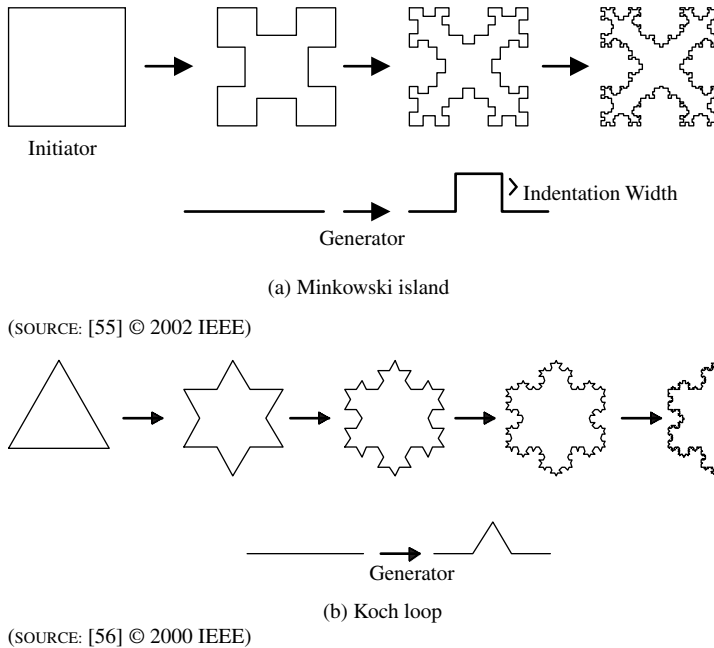 Initiator
Indentation Width
Generator
(a) Minkowski island
(SOURCE: [55] © 2002 IEEE)
Generator
(b) Koch loop
(SOURCE: [56] © 2000 IEEE)